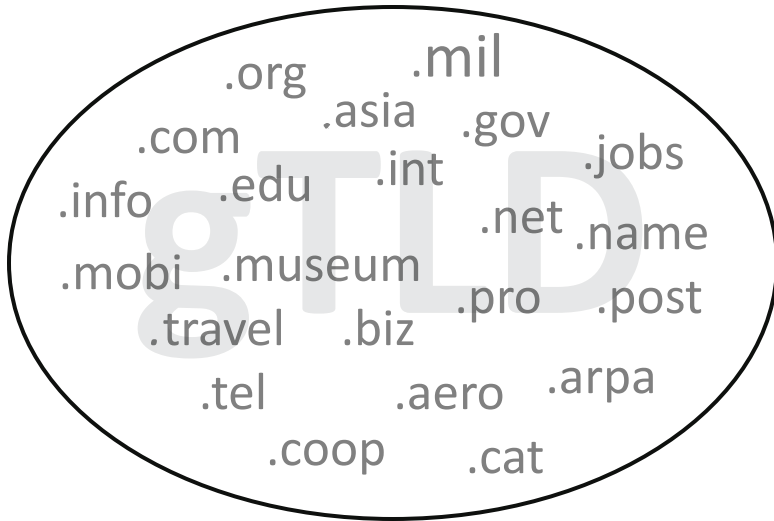 .org
.mil
.asia
.com
.gov
.jobs
.int
.edu
.info
.net
.name
gTLD
.mobi
.museum
.pro
.post
.travel
.biz
.tel
.aero
.arpa
.coop
.cat